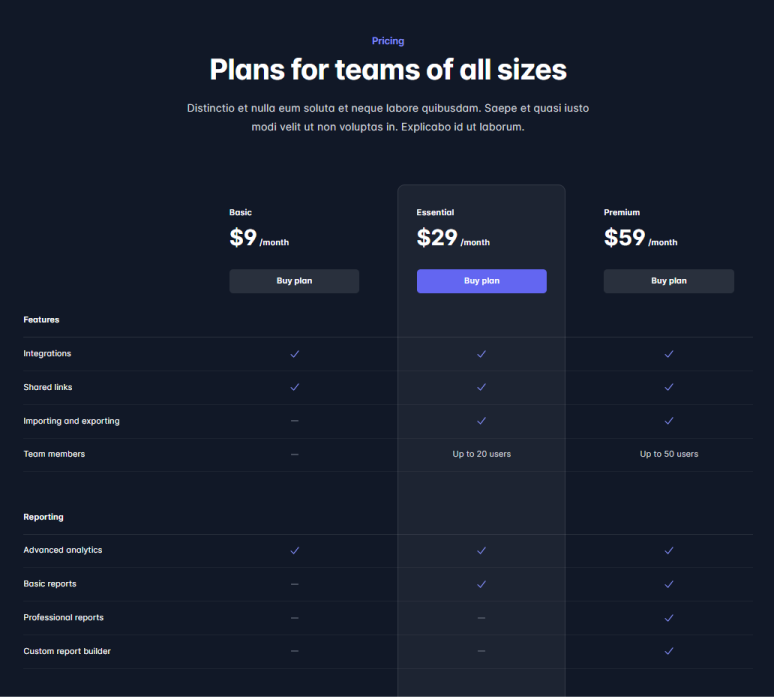 Pricing
Plans for teams of all sizes
Distinctio et nulla eum soluta et neque labore quibusdam. Saepe et quasi iusto
modi velit ut non voluptas in. Explicabo id ut laborum.
Basic Essential Premium
$9 /month $29 /month $59 /month
Buy plan Buy plan Buy plan
Features
Integrations
Shared links
Importing and exporting
Team members Up to 20 users Up to 50 users
Reporting
Advanced analytics
Basic reports
Professional reports
Custom report builder